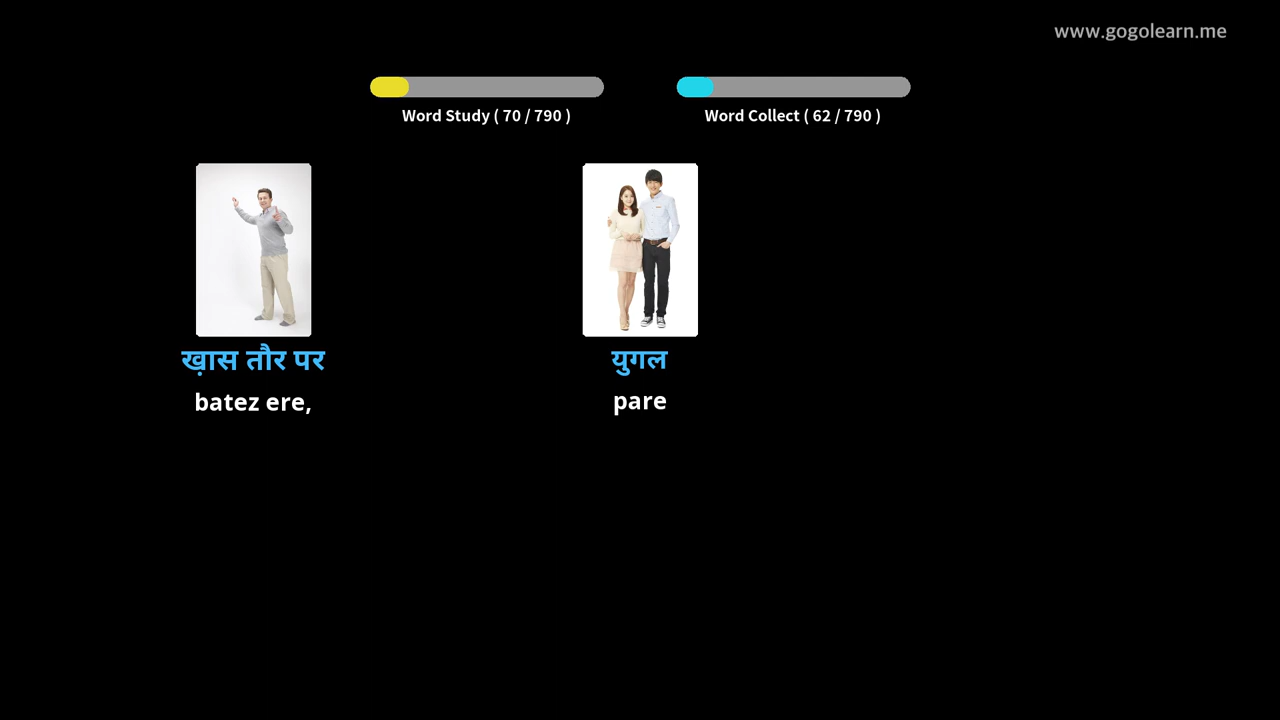 www.gogolearn.me
Word Study ( 70 / 790 )
Word Collect ( 62 / 790 )
ख़ास तौर पर
batez ere,
युगल
pare